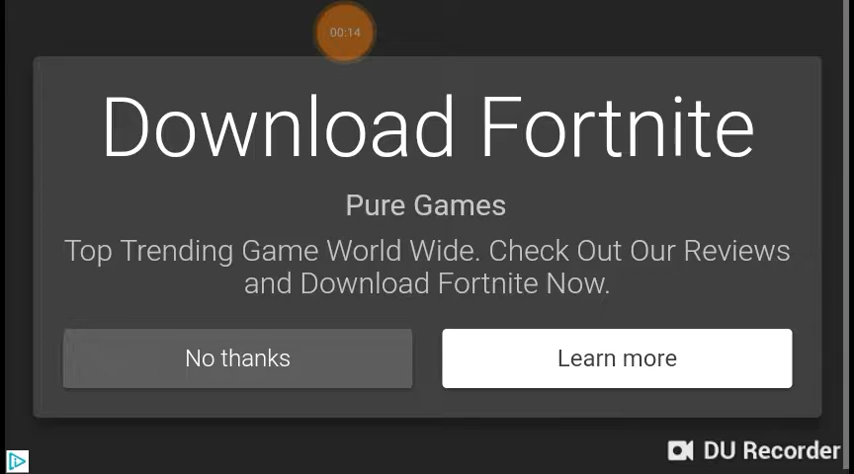 00:14
Download Fortnite
Pure Games
Top Trending Game World Wide. Check Out Our Reviews
and Download Fortnite Now.
No thanks
Learn more
DU Recorder